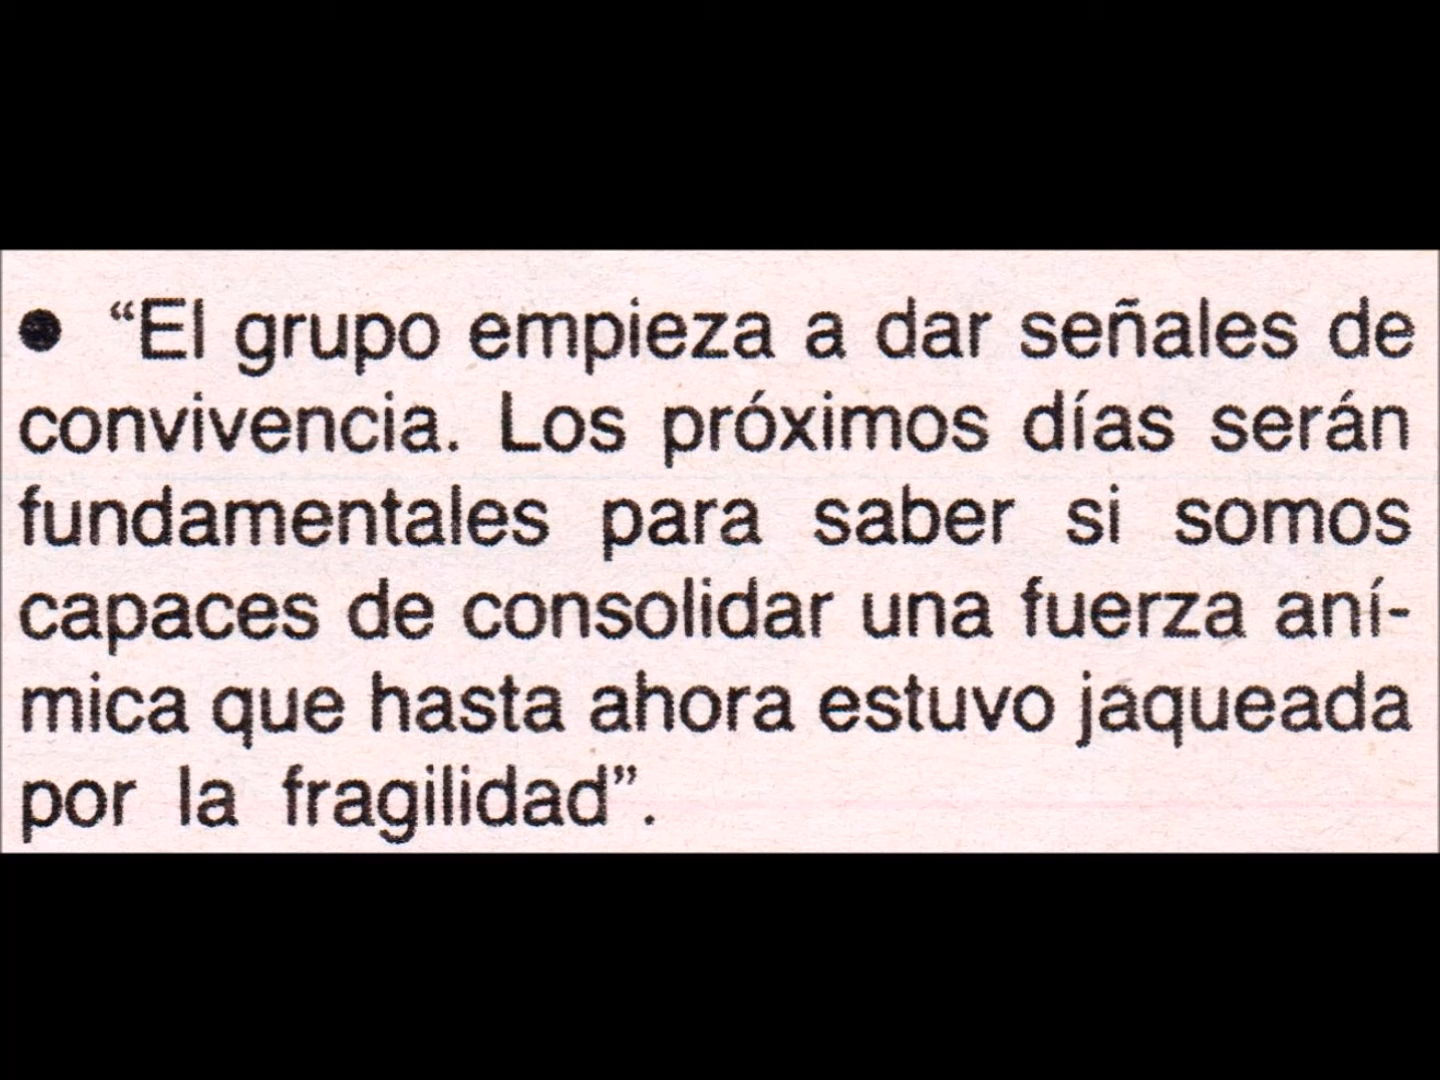 ● “El grupo empieza a dar señales de
convivencia. Los próximos días serán
fundamentales para saber si somos
capaces de consolidar una fuerza aní-
mica que hasta ahora estuvo jaqueada
por la fragilidad”.